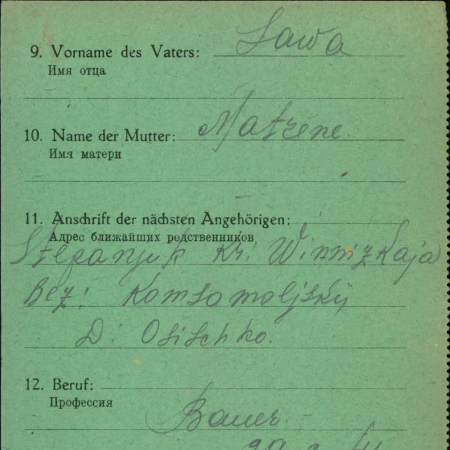 9. Vorname des Vaters: Sawa
Имя отца
10. Name der Mutter: Matrene
Имя матери
11. Anschrift der nächsten Angehörigen:
Адрес ближайших родственников
Stepanjuk Kr: Winnizkaja
Bez: Komsomoljskij
D: Osischko.
12. Beruf:
Профессия
Bauer